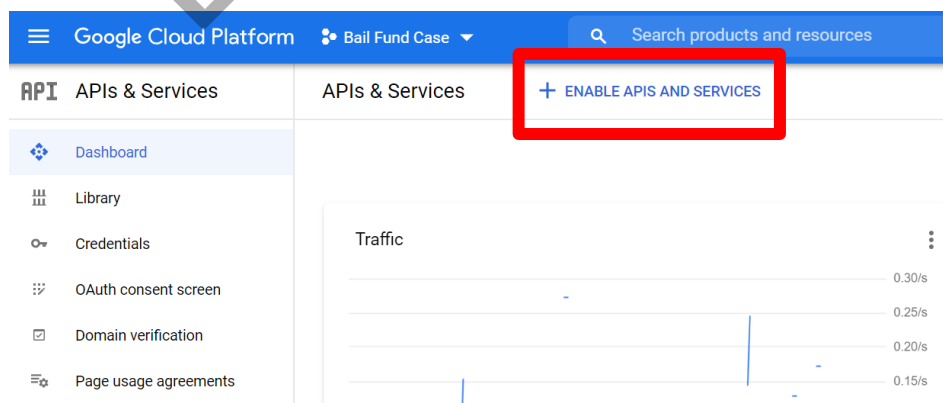 Google Cloud Platform
Bail Fund Case
Search products and resources
API
APIs & Services
APIs & Services
+ ENABLE APIS AND SERVICES
Dashboard
Library
Credentials
OAuth consent screen
Domain verification
Page usage agreements
Traffic
0.30/s
0.25/s
0.20/s
0.15/s